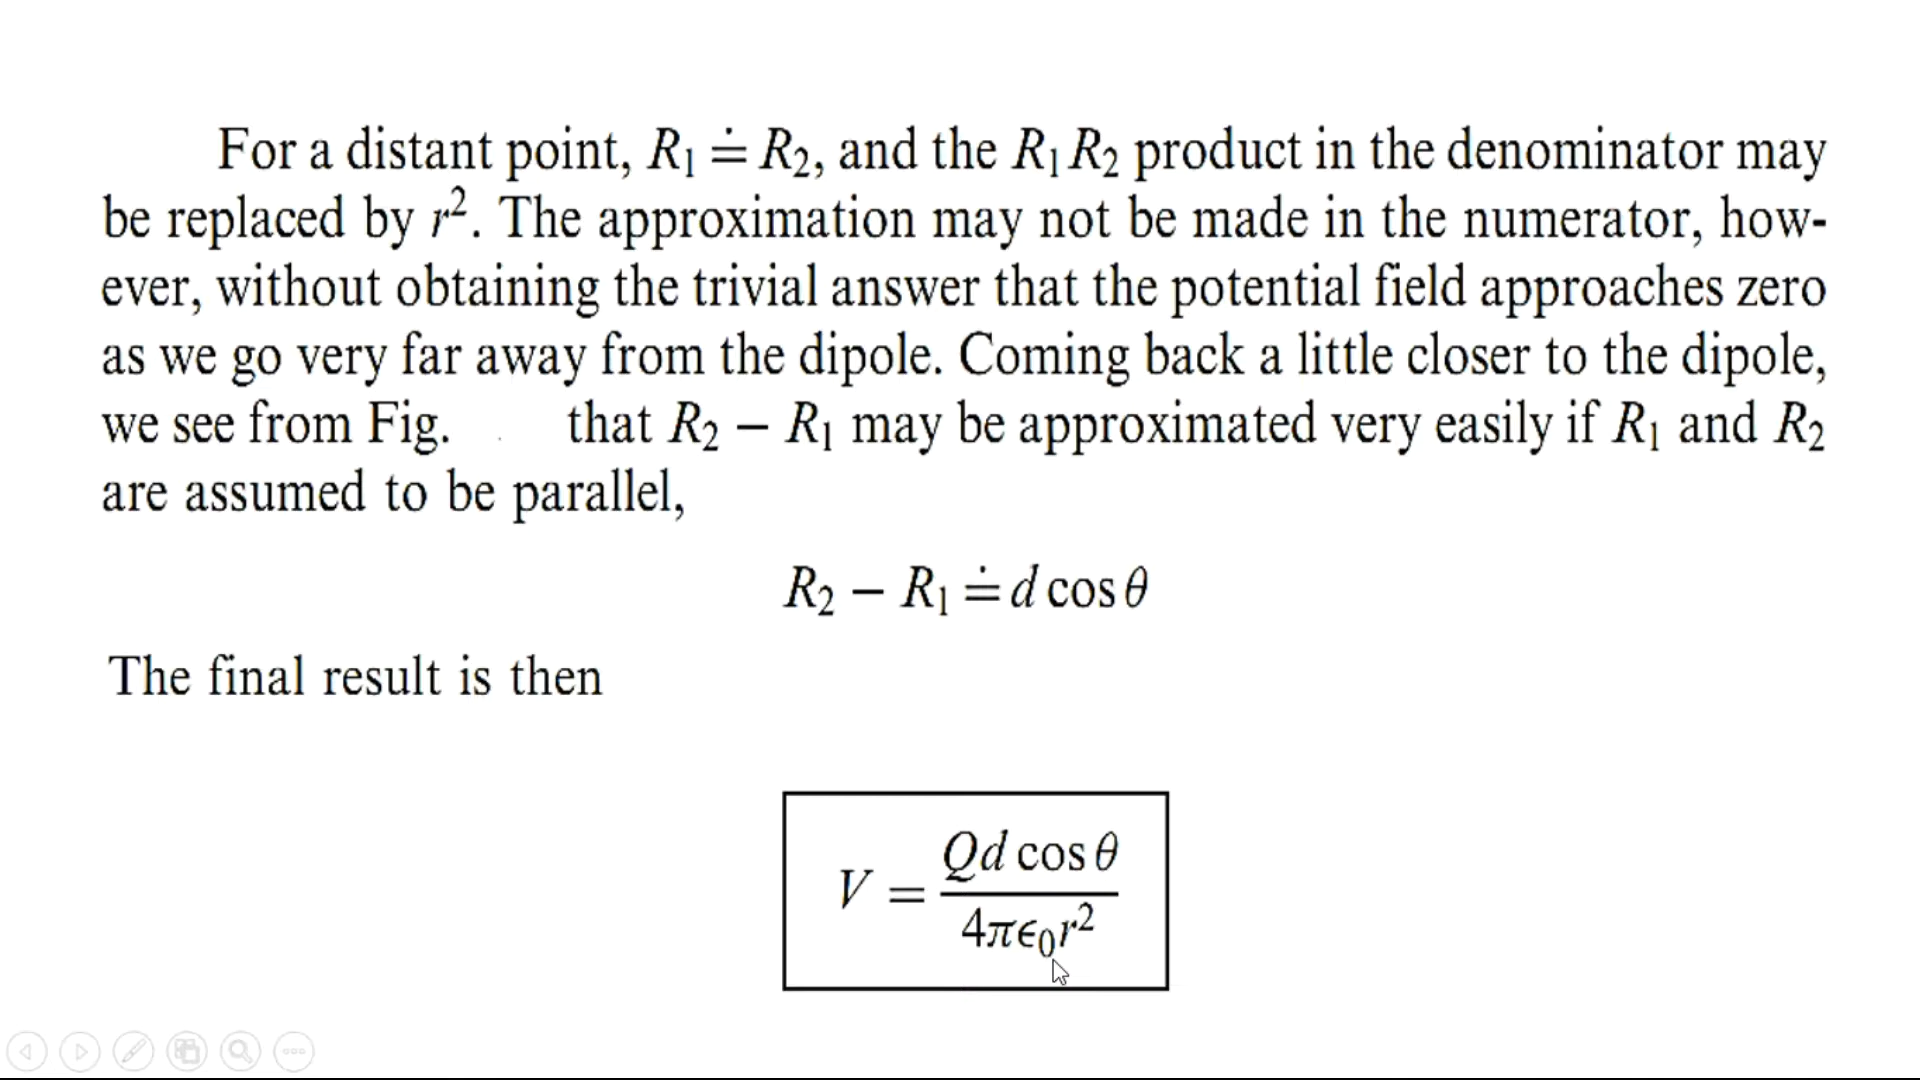 For a distant point, R₁ ≐ R₂, and the R₁R₂ product in the denominator may
be replaced by r². The approximation may not be made in the numerator, how-
ever, without obtaining the trivial answer that the potential field approaches zero
as we go very far away from the dipole. Coming back a little closer to the dipole,
we see from Fig. that R₂ − R₁ may be approximated very easily if R₁ and R₂
are assumed to be parallel,
R₂ − R₁ ≐ d cos θ
The final result is then
V = Qd cos θ / 4πϵ₀r²